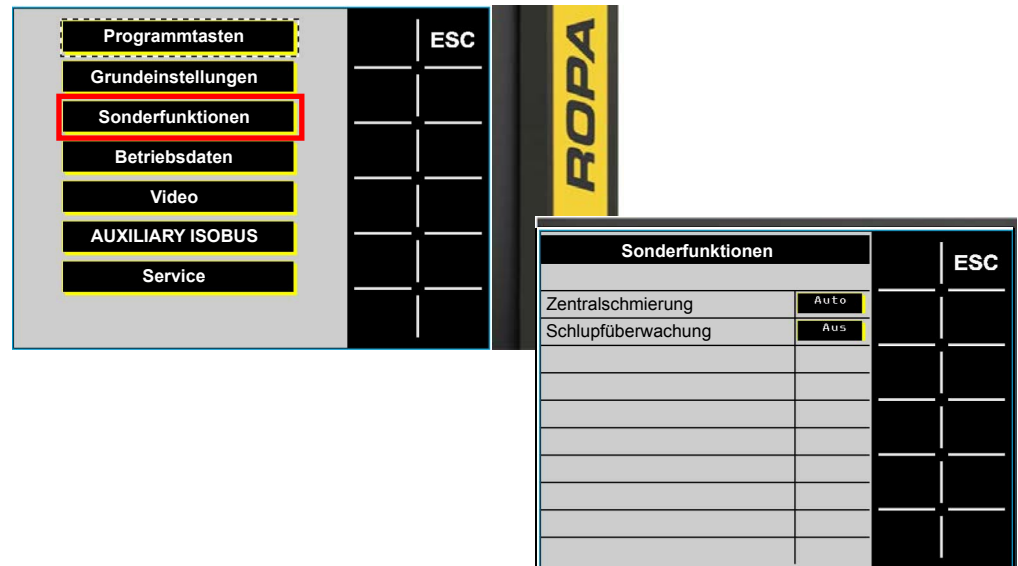 Programmtasten
ESC
Grundeinstellungen
Sonderfunktionen
Betriebsdaten
Video
AUXILIARY ISOBUS
Service
ROPA
Sonderfunktionen
ESC
Zentralschmierung Auto
Schlupfüberwachung Aus